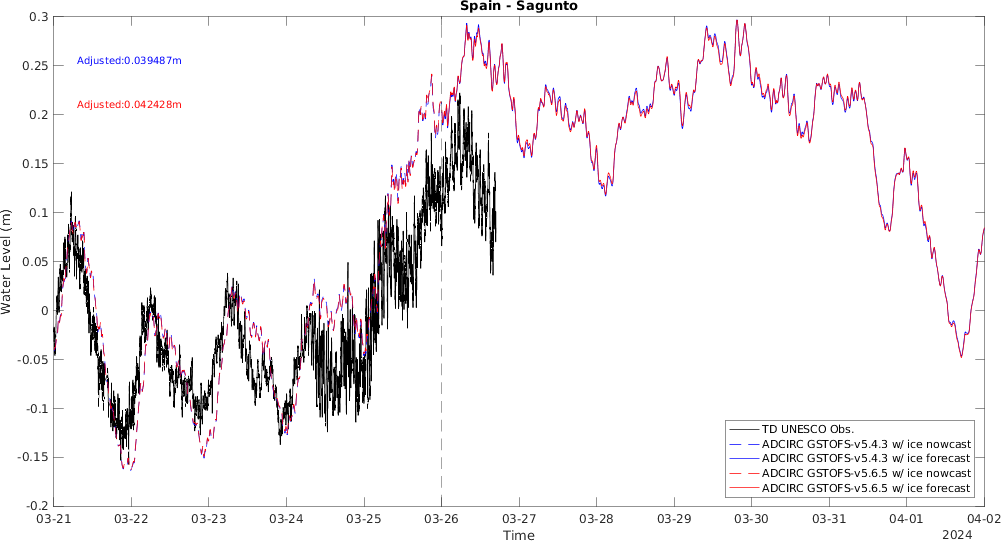 Spain - Sagunto
0.3
0.25
0.2
0.15
0.1
0.05
0
-0.05
-0.1
-0.15
-0.2
Adjusted:0.039487m
Adjusted:0.042428m
Water Level (m)
TD UNESCO Obs.
ADCIRC GSTOFS-v5.4.3 w/ ice nowcast
ADCIRC GSTOFS-v5.4.3 w/ ice forecast
ADCIRC GSTOFS-v5.6.5 w/ ice nowcast
ADCIRC GSTOFS-v5.6.5 w/ ice forecast
03-21 03-22 03-23 03-24 03-25 03-26 03-27 03-28 03-29 03-30 03-31 04-01 04-02
Time
2024